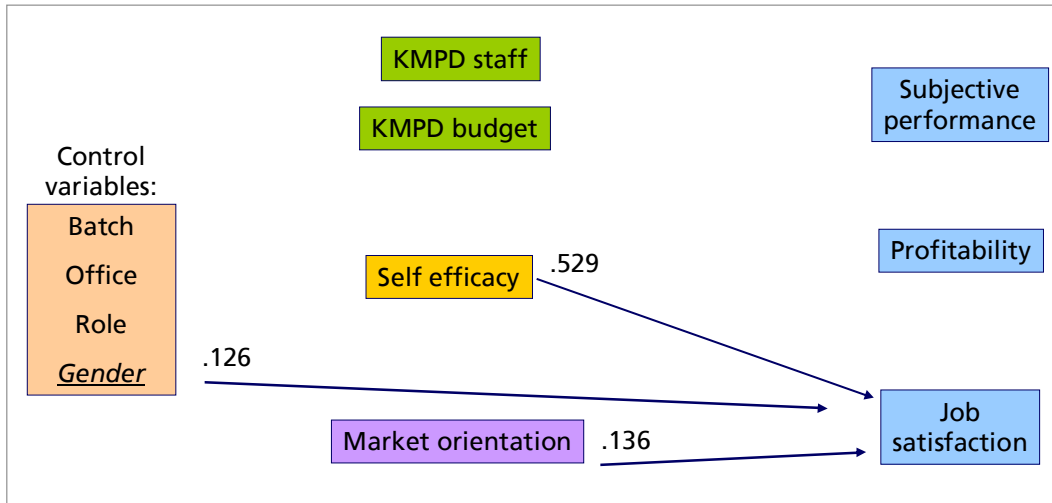 KMPD staff
KMPD budget
Subjective
performance
Control
variables:
Batch
Office
Role
Gender
Self efficacy
.529
Profitability
.126
Market orientation
.136
Job
satisfaction